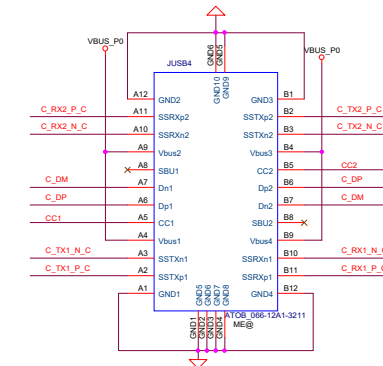 VBUS_P0
GND6
GND5
VBUS_P0
JUSB4
GND10
GND9
A12 GND2 GND3 B1
C_RX2_P_C A11 SSRXp2 SSTXp2 B2 C_TX2_P_C
C_RX2_N_C A10 SSRXn2 SSTXn2 B3 C_TX2_N_C
A9 Vbus2 Vbus3 B4
A8 SBU1 CC2 B5 CC2
C_DM A7 Dn1 Dp2 B6 C_DP
C_DP A6 Dp1 Dn2 B7 C_DM
CC1 A5 CC1 SBU2 B8
A4 Vbus1 Vbus4 B9
C_TX1_N_C A3 SSTXn1 SSRXn1 B10 C_RX1_N_C
C_TX1_P_C A2 SSTXp1 SSRXp1 B11 C_RX1_P_C
A1 GND1 GND4 B12
GND5
GND6
GND7
GND8
GND1
GND2
GND3
GND4
ATOB_066-12A1-3211
ME@